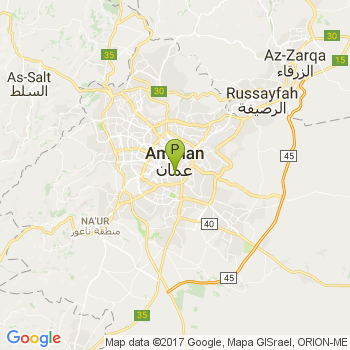 30
Az-Zarqa
الزرقاء
35
As-Salt
السلط
30
Russayfah
الرصيفة
P
Amman
عمان
45
NA'UR
منطقة ناعور
40
45
35
Google
Map data ©2017 Google, Mapa GISrael, ORION-ME